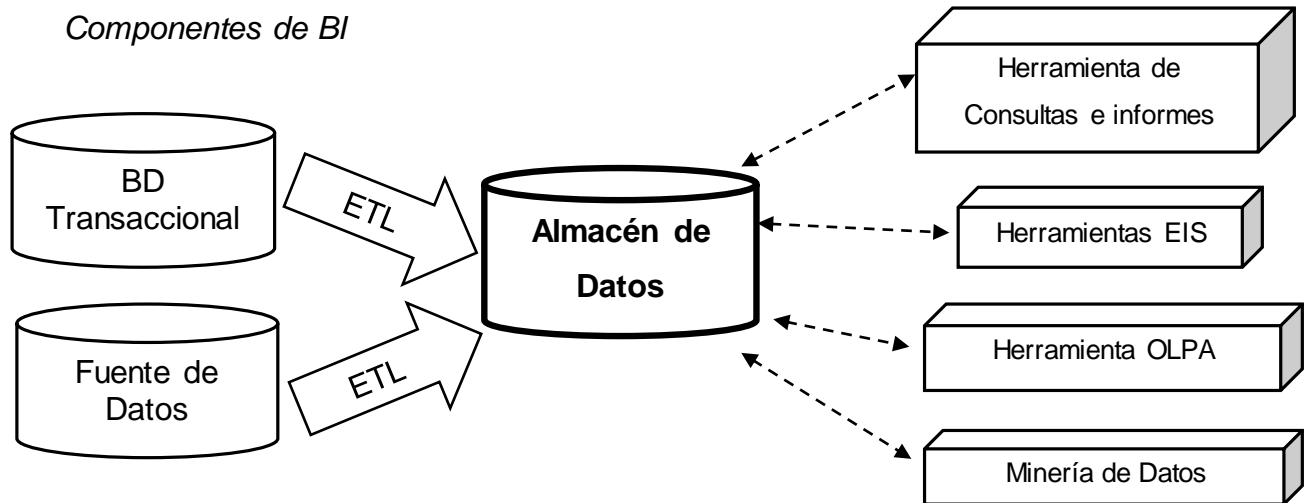 Componentes de BI
BD
Transaccional
ETL
Fuente de
Datos
ETL
Almacén de
Datos
Herramienta de
Consultas e informes
Herramientas EIS
Herramienta OLPA
Minería de Datos